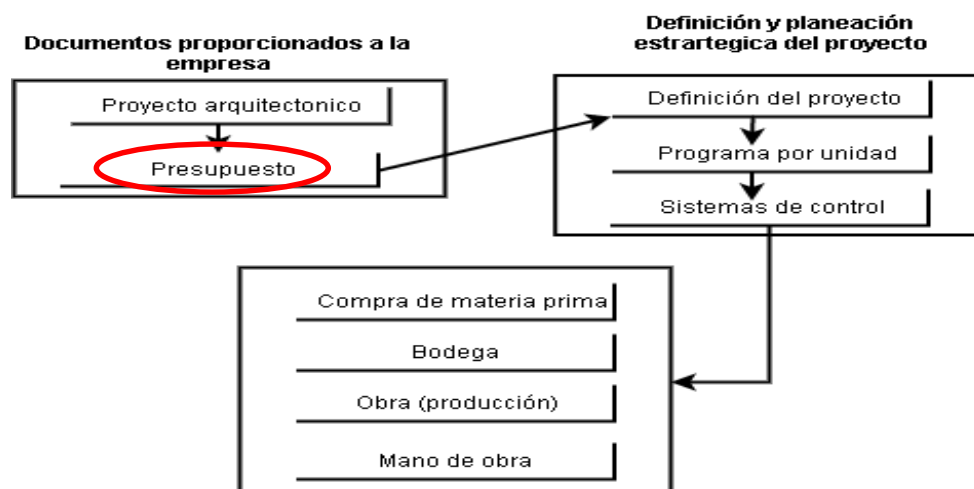 Documentos proporcionados a la
empresa
Proyecto arquitectonico
Presupuesto
Definición y planeación
estrartegica del proyecto
Definición del proyecto
Programa por unidad
Sistemas de control
Compra de materia prima
Bodega
Obra (producción)
Mano de obra